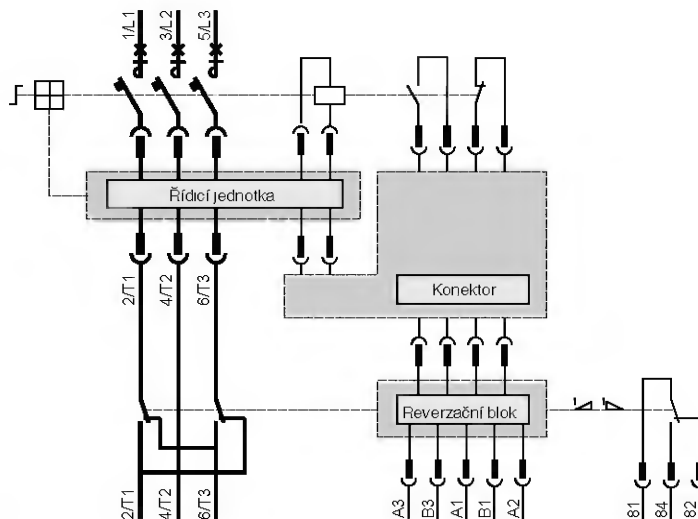 1/L1
3/L2
5/L3
Řídicí jednotka
2/T1
4/T2
6/T3
Konektor
Reverzační blok
2/T1
4/T2
6/T3
A3
B3
A1
B1
A2
81
84
82